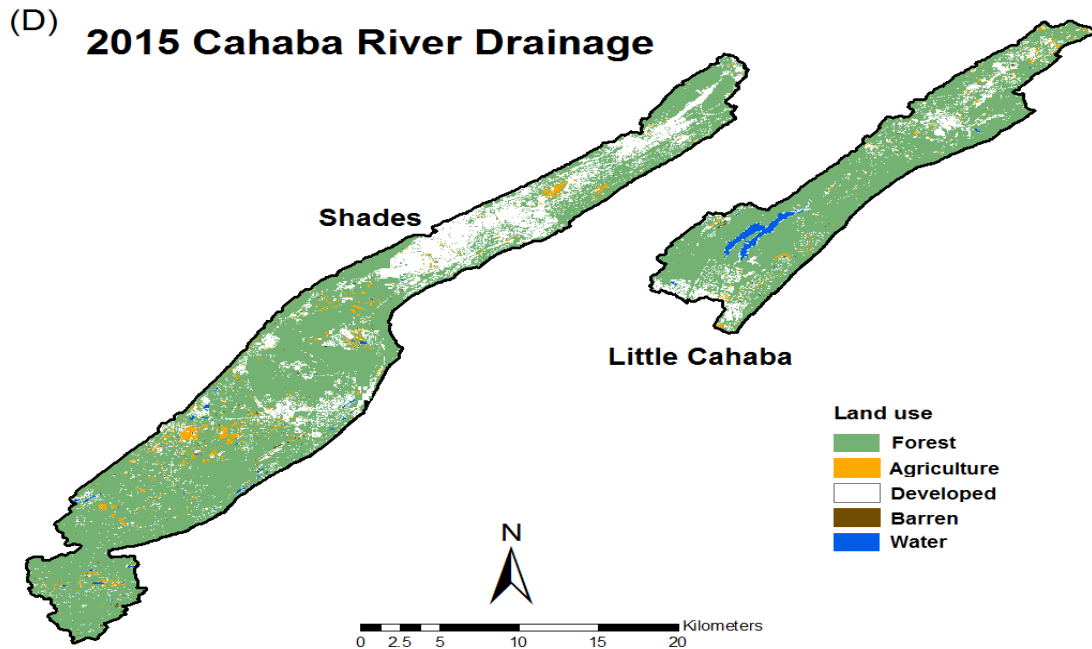 (D)
2015 Cahaba River Drainage
Shades
Little Cahaba
Land use
Forest
Agriculture
Developed
Barren
Water
N
Kilometers
0 2.5 5 10 15 20